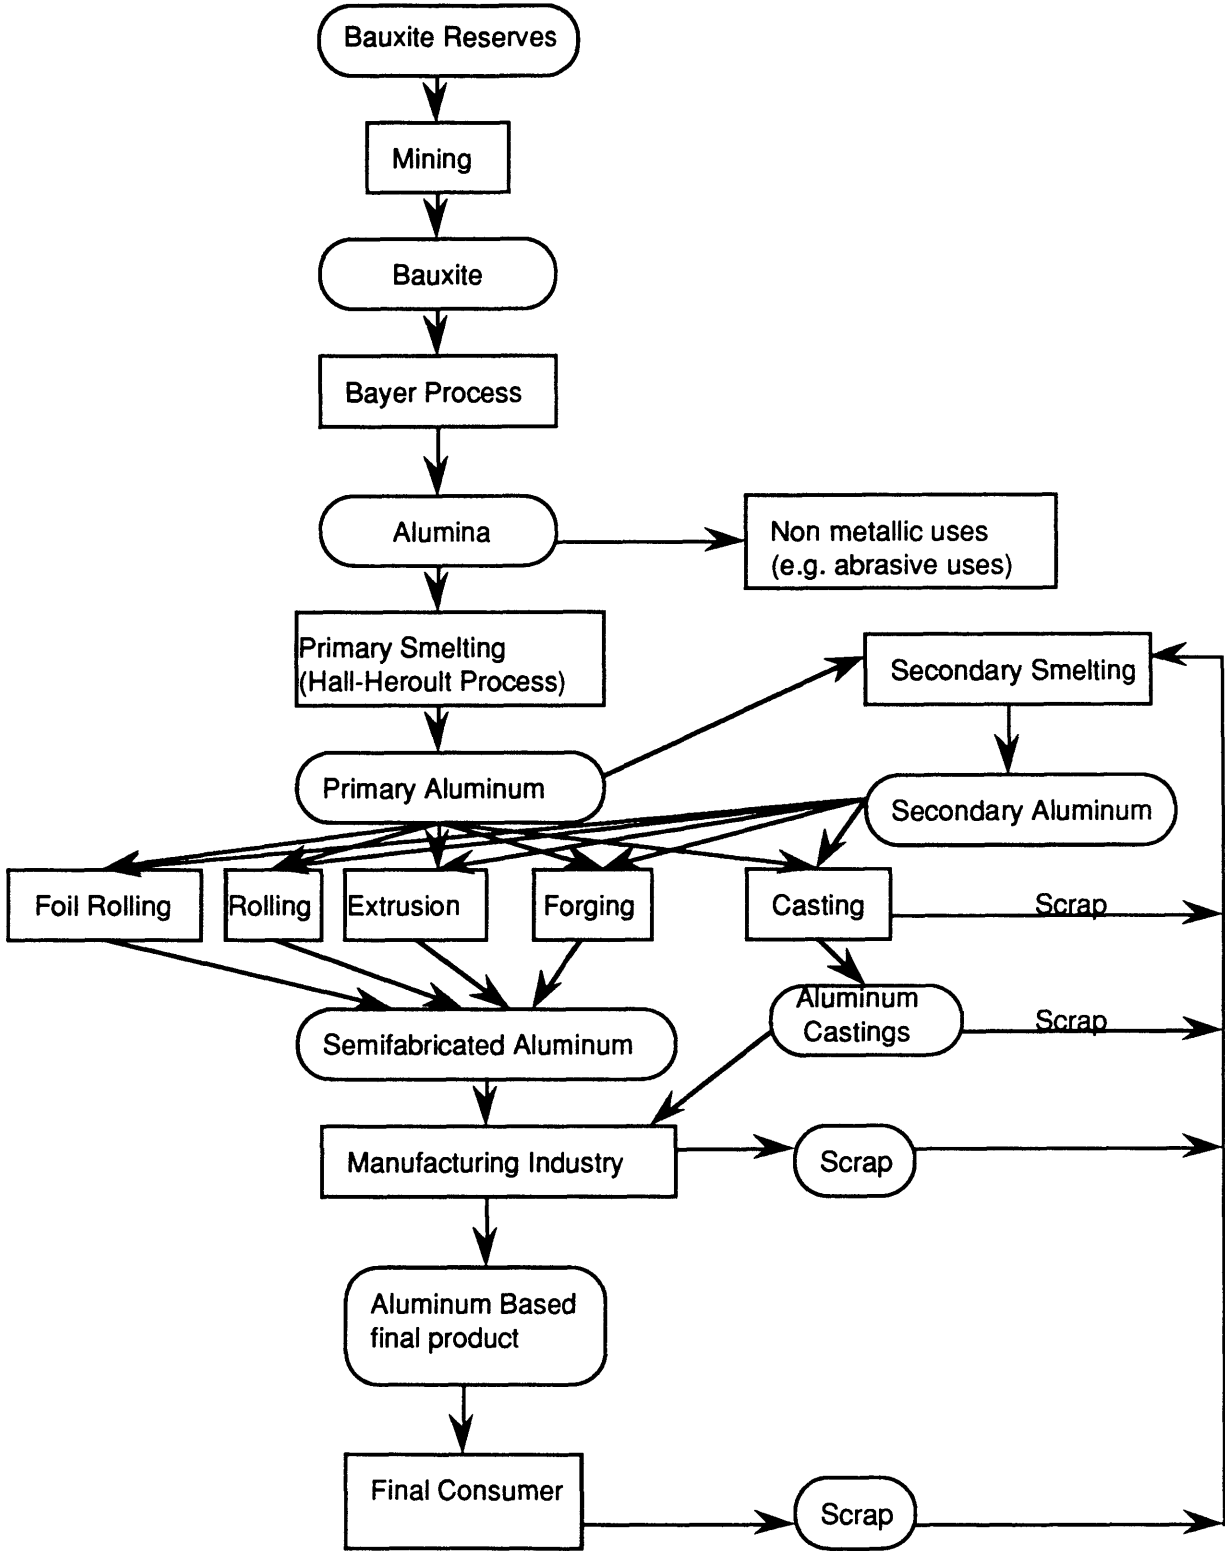 Bauxite Reserves
Mining
Bauxite
Bayer Process
Alumina
Non metallic uses
(e.g. abrasive uses)
Primary Smelting
(Hall-Heroult Process)
Secondary Smelting
Primary Aluminum
Secondary Aluminum
Foil Rolling
Rolling
Extrusion
Forging
Casting
Scrap
Aluminum
Castings
Scrap
Semifabricated Aluminum
Manufacturing Industry
Scrap
Aluminum Based
final product
Final Consumer
Scrap